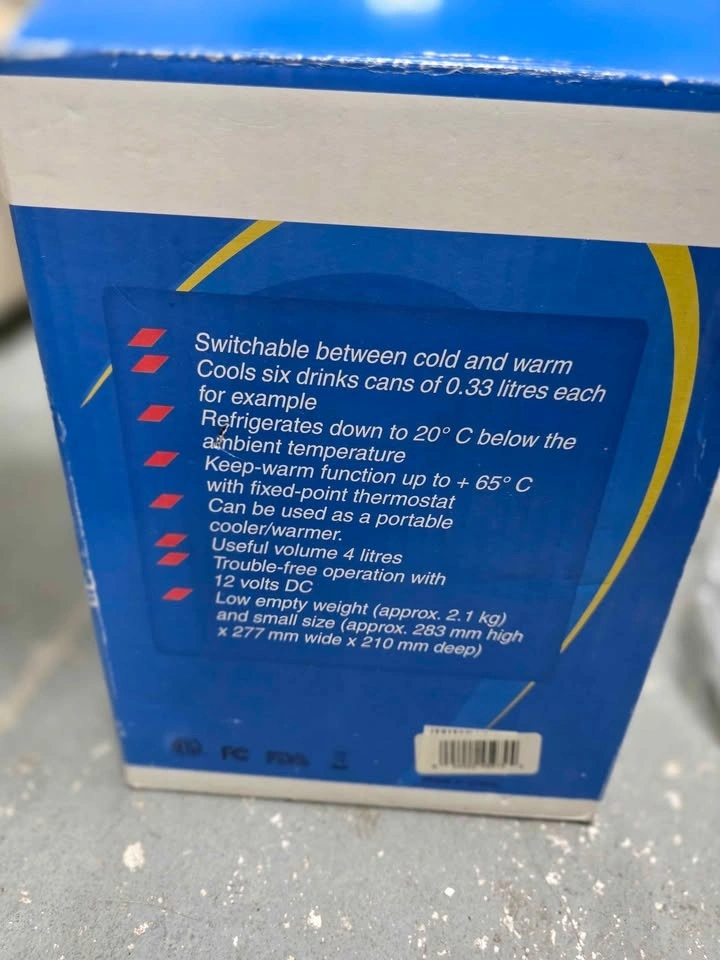 Switchable between cold and warm
Cools six drinks cans of 0.33 litres each
for example
Refrigerates down to 20° C below the
ambient temperature
Keep-warm function up to + 65° C
with fixed-point thermostat
Can be used as a portable
cooler/warmer.
Useful volume 4 litres
Trouble-free operation with
12 volts DC
Low empty weight (approx. 2.1 kg)
and small size (approx. 283 mm high
x 277 mm wide x 210 mm deep)
FC FDA